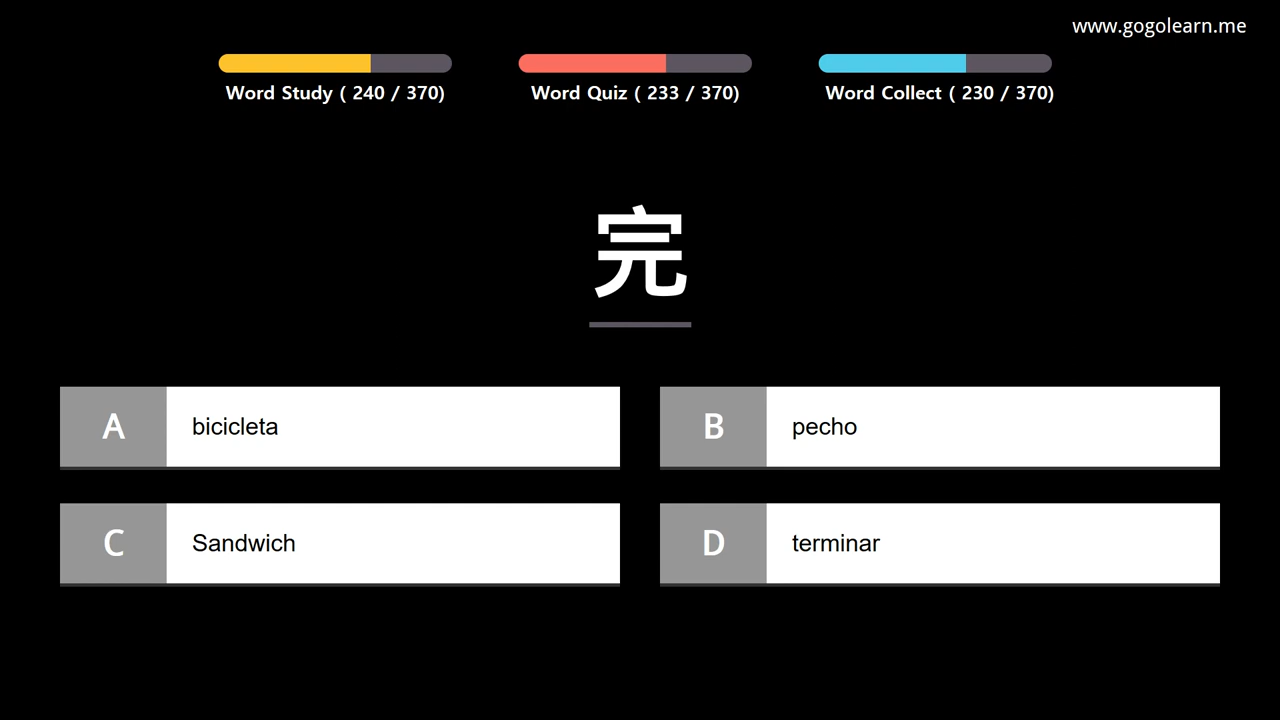 www.gogolearn.me
Word Study ( 240 / 370)
Word Quiz ( 233 / 370)
Word Collect ( 230 / 370)
完
A bicicleta
B pecho
C Sandwich
D terminar